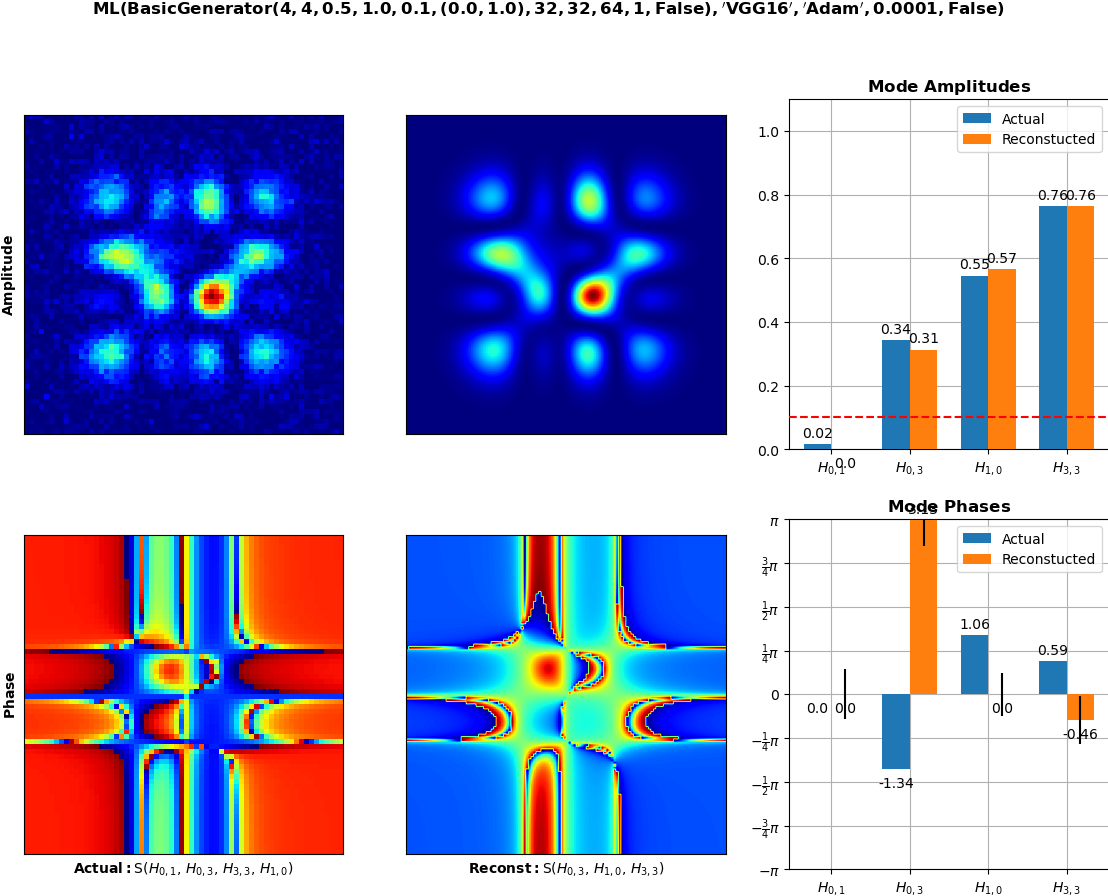 ML(BasicGenerator(4, 4, 0.5, 1.0, 0.1, (0.0, 1.0), 32, 32, 64, 1, False), ′VGG16′, ′Adam′, 0.0001, False)
Amplitude
Mode Amplitudes
Actual
Reconstucted
1.0
0.8
0.6
0.4
0.2
0.0
0.02
0.0
0.34
0.31
0.55
0.57
0.76
0.76
H0,1
H0,3
H1,0
H3,3
Phase
Actual: S(H0,1, H0,3, H3,3, H1,0)
Reconst: S(H0,3, H1,0, H3,3)
Mode Phases
Actual
Reconstucted
π
3/4π
1/2π
1/4π
0
−1/4π
−1/2π
−3/4π
−π
0.0
0.0
-1.34
1.06
0.0
0.59
-0.46
H0,1
H0,3
H1,0
H3,3